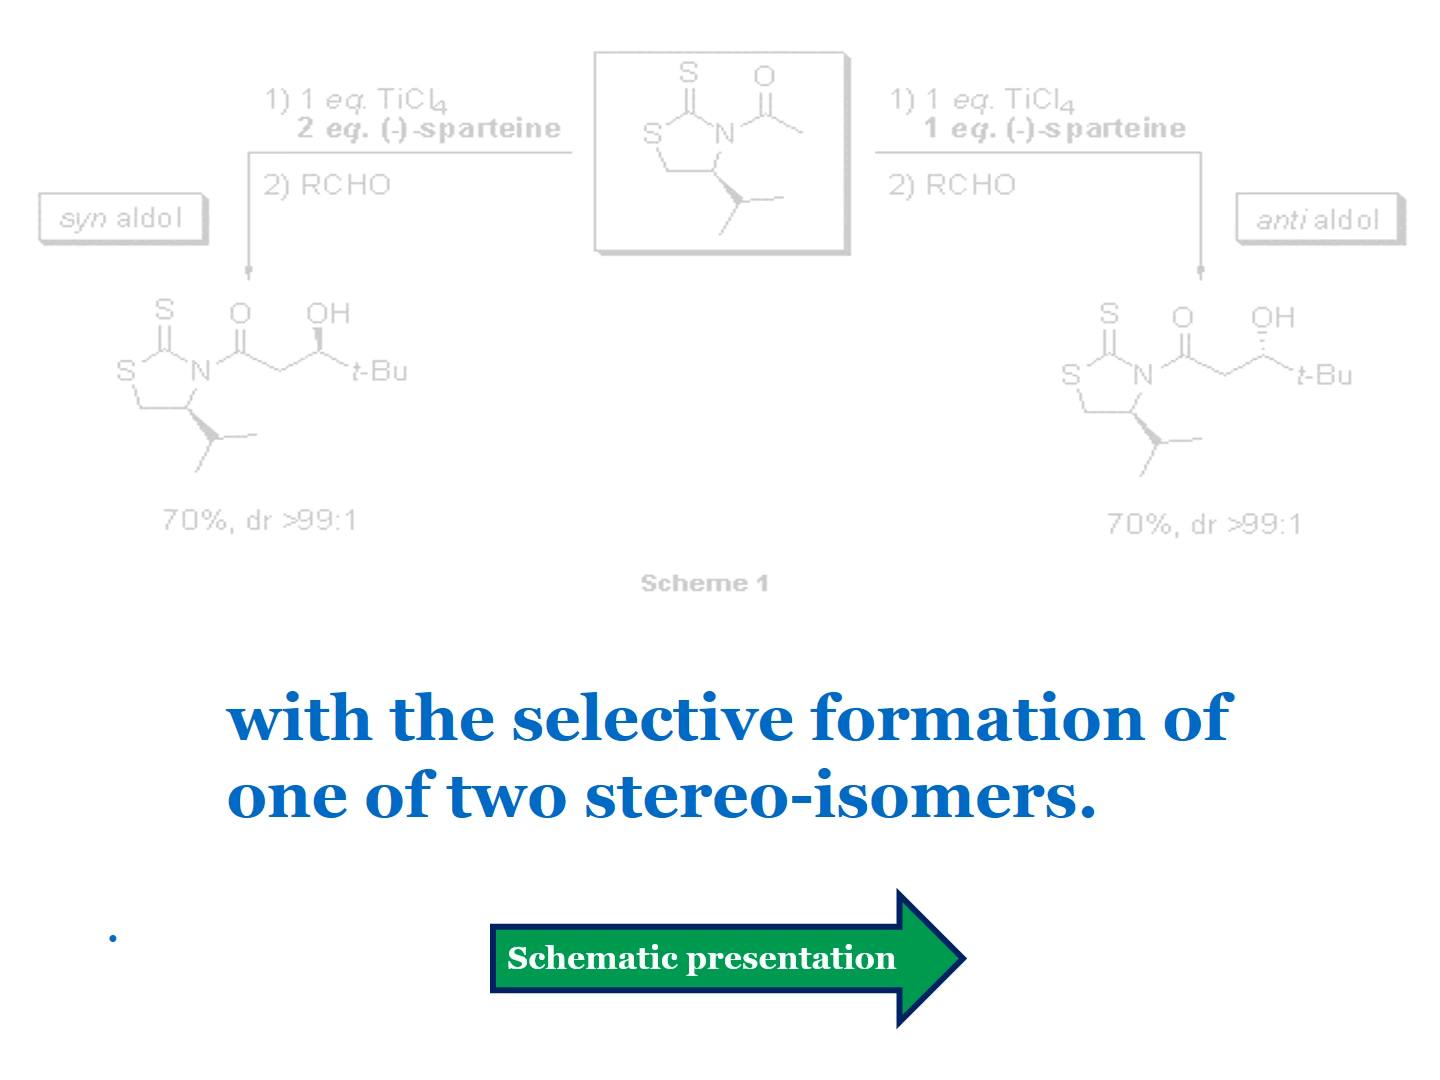 S O
S N
1) 1 eq. TiCl4
2 eq. (-)-sparteine
2) RCHO
1) 1 eq. TiCl4
1 eq. (-)-sparteine
2) RCHO
syn aldol
anti aldol
S O OH
S N t-Bu
70%, dr >99:1
S O OH
S N t-Bu
70%, dr >99:1
Scheme 1
with the selective formation of
one of two stereo-isomers.
.
Schematic presentation